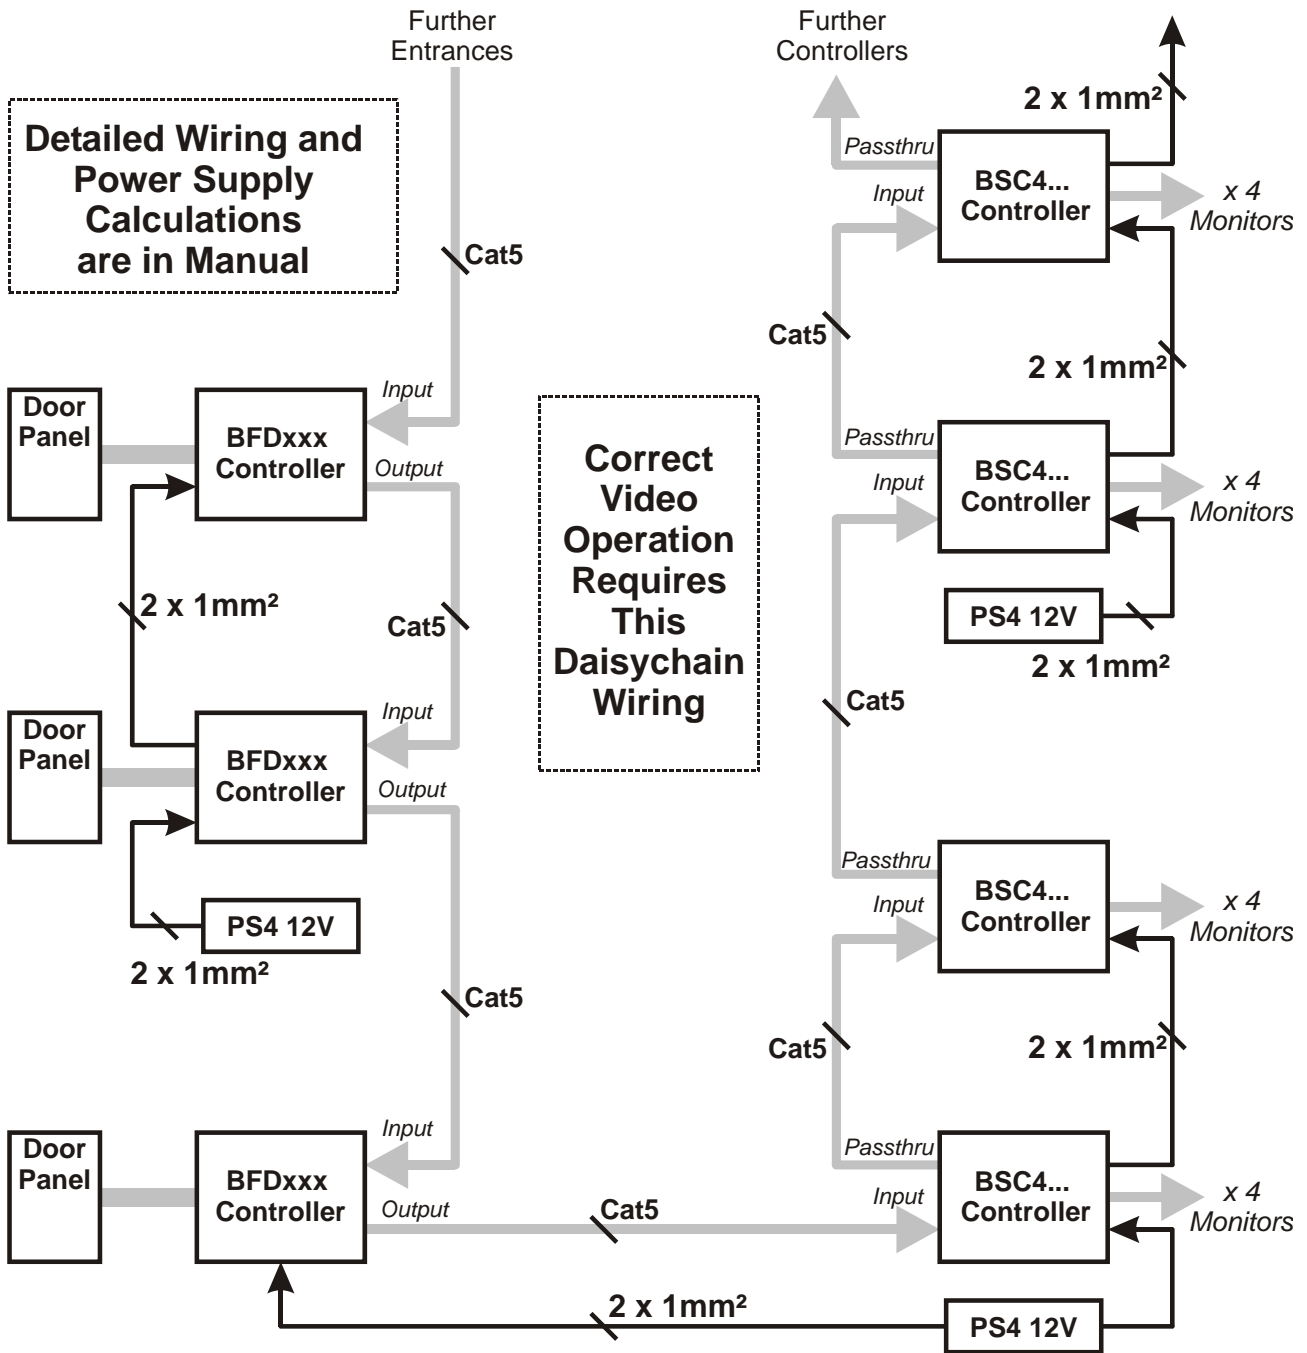 Further
Entrances
Further
Controllers
2 x 1mm²
Detailed Wiring and
Power Supply
Calculations
are in Manual
Passthru
Input
BSC4...
Controller
x 4
Monitors
Cat5
Cat5
2 x 1mm²
Door
Panel
BFDxxx
Controller
Input
Output
Correct
Video
Operation
Requires
This
Daisychain
Wiring
Passthru
Input
BSC4...
Controller
x 4
Monitors
2 x 1mm²
Cat5
PS4 12V
2 x 1mm²
Door
Panel
BFDxxx
Controller
Input
Output
Cat5
PS4 12V
2 x 1mm²
Cat5
Passthru
Input
BSC4...
Controller
x 4
Monitors
Cat5
2 x 1mm²
Door
Panel
BFDxxx
Controller
Input
Output
Cat5
Passthru
Input
BSC4...
Controller
x 4
Monitors
2 x 1mm²
PS4 12V